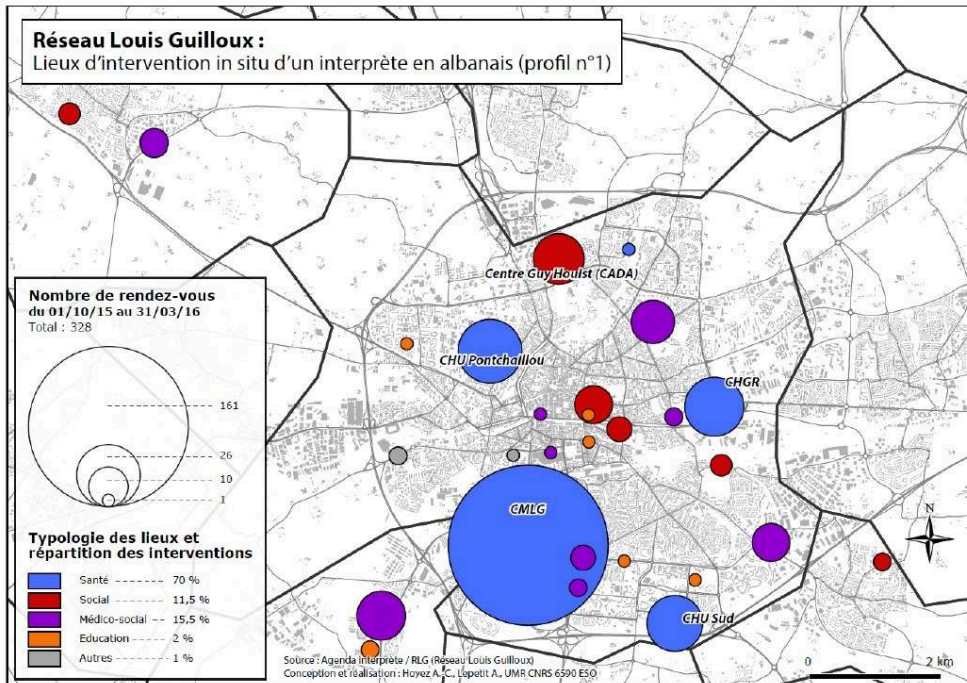 Réseau Louis Guilloux :
Lieux d'intervention in situ d'un interprète en albanais (profil n°1)
Centre Guy Houist (CADA)
CHU Pontchaillou
CHGR
CMLG
CHU Sud
Nombre de rendez-vous
du 01/10/15 au 31/03/16
Total : 328
161
26
10
1
Typologie des lieux et
répartition des interventions
Santé 70 %
Social 11,5 %
Médico-social 15,5 %
Education 2 %
Autres 1 %
N
0 2 km
Source : Agenda interprète / RLG (Réseau Louis Guilloux)
Conception et réalisation : Hoyez A.-C., Lepetit A., UMR CNRS 6590 ESO